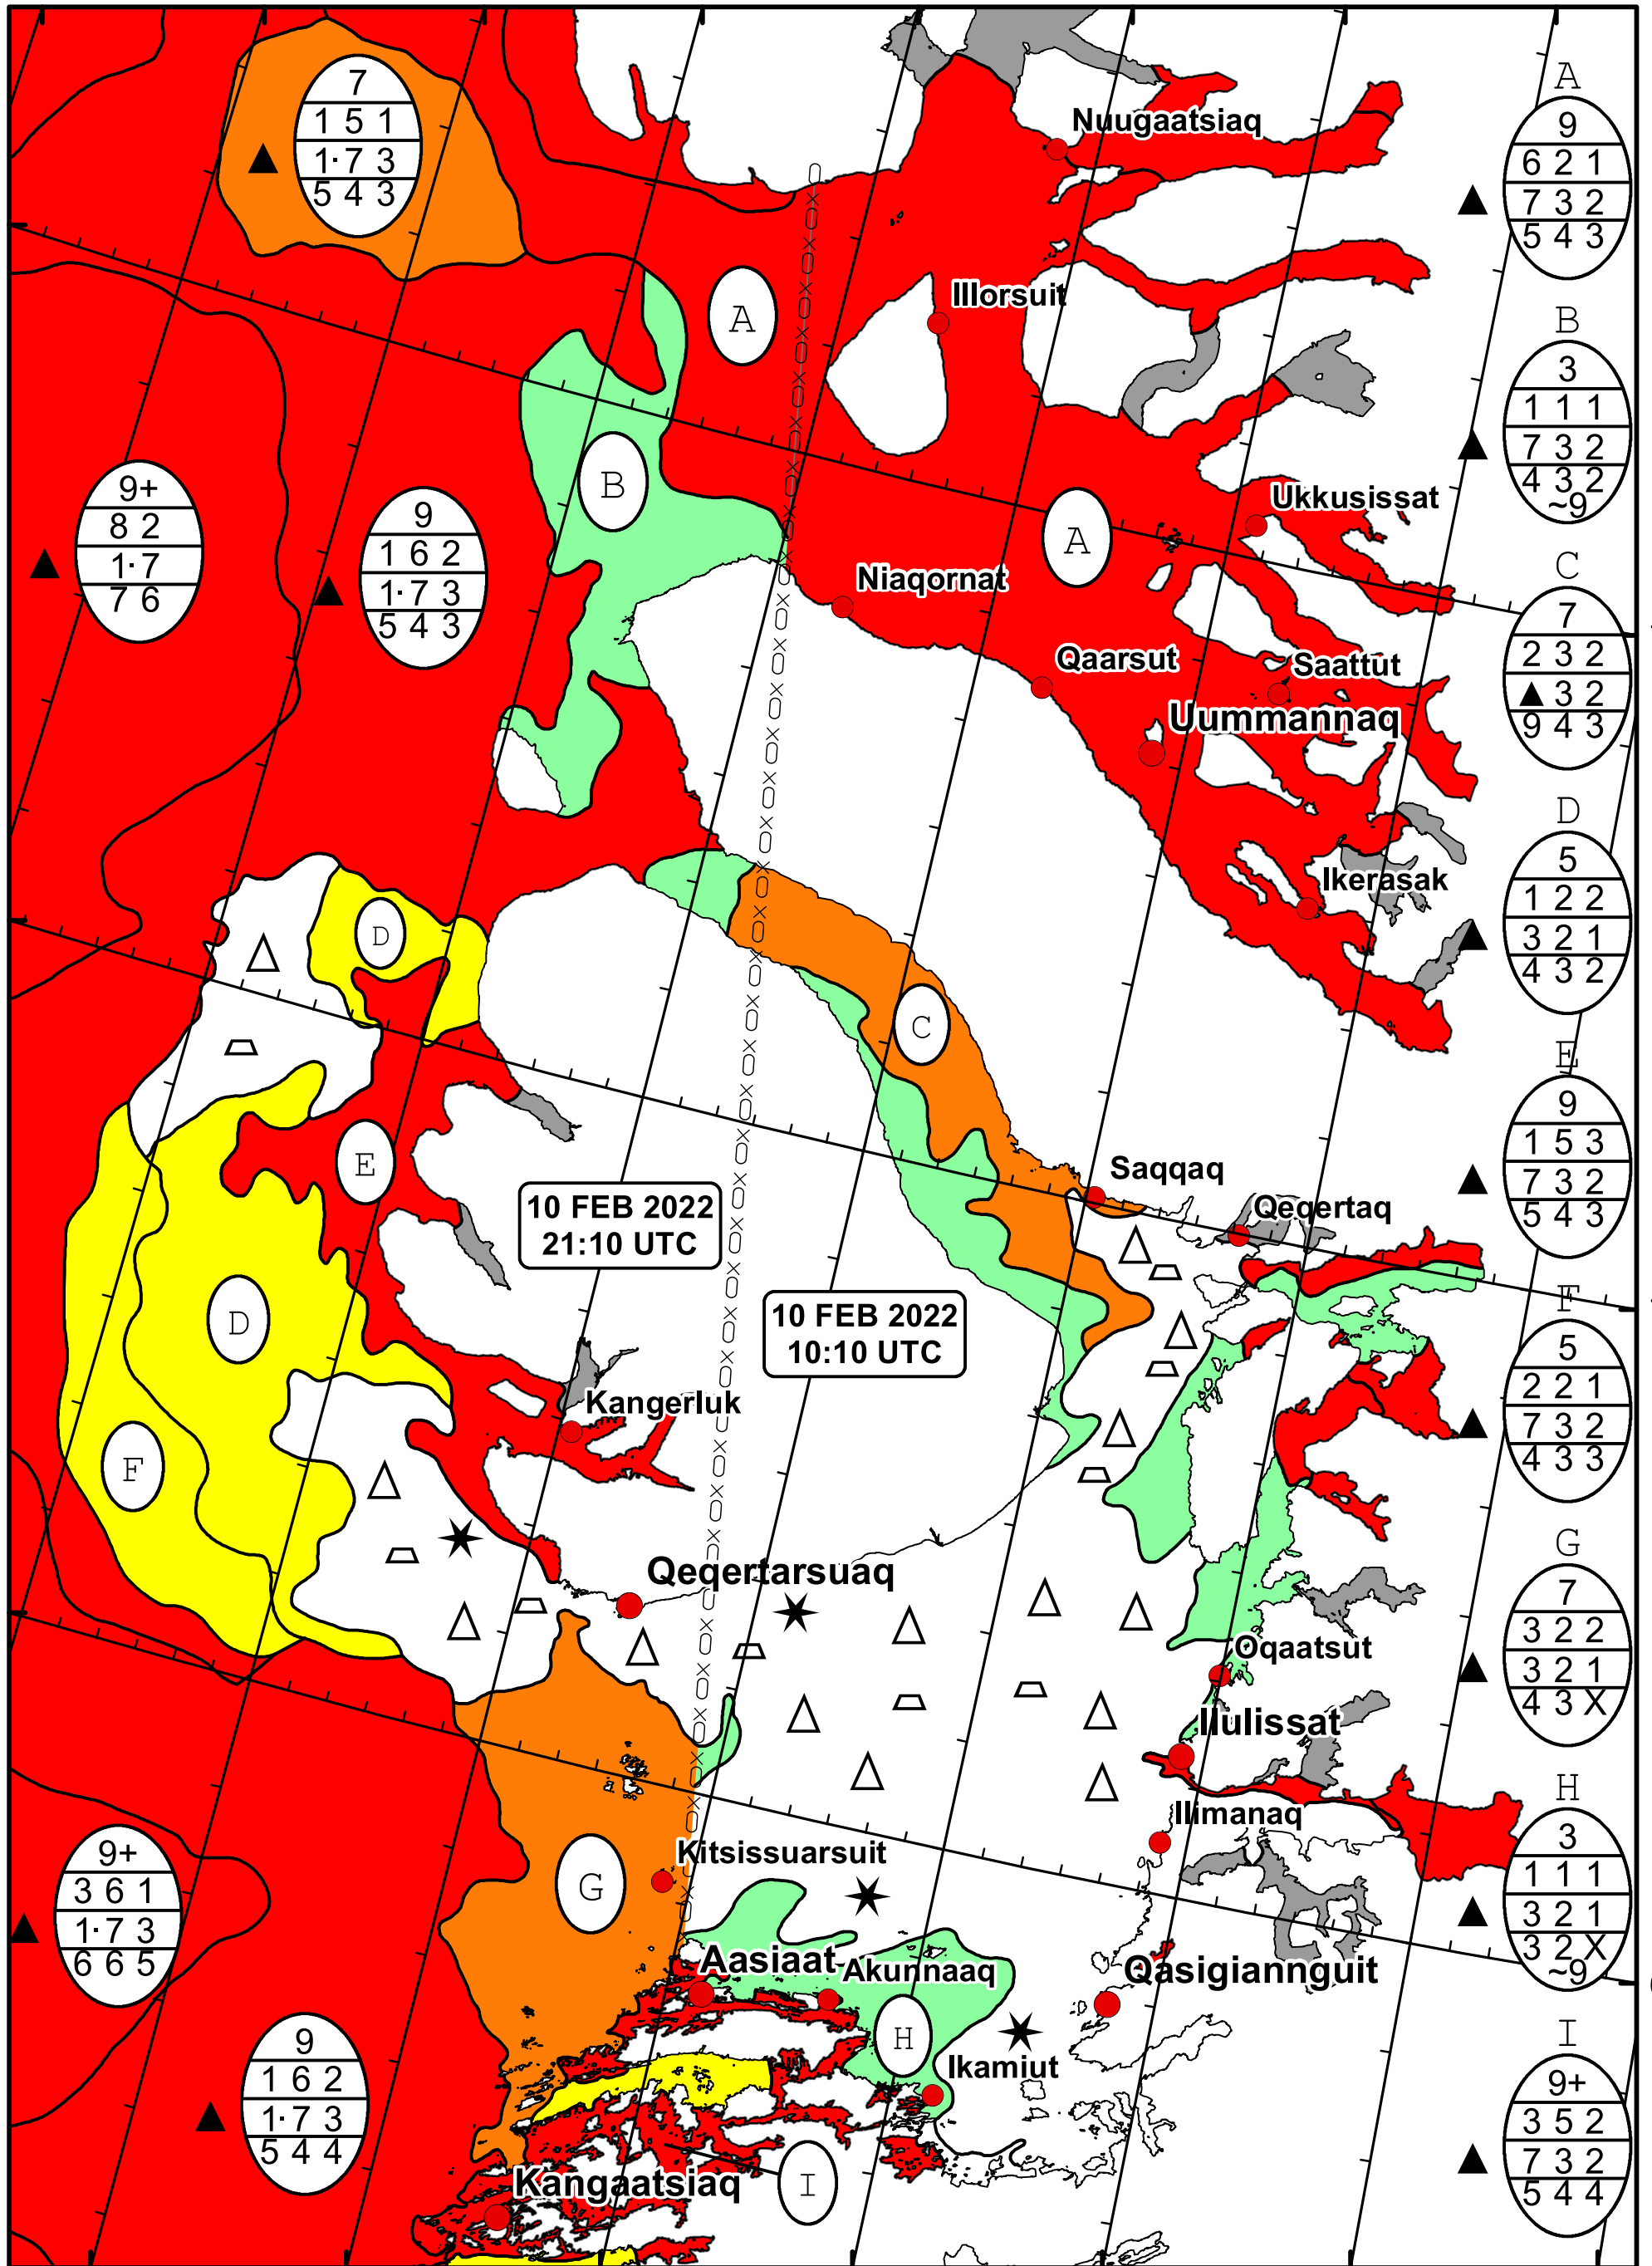 7
1 5 1
1· 7 3
5 4 3
Nuugaatsiaq
A
9
6 2 1
7 3 2
5 4 3
Illorsuit
A
B
3
1 1 1
7 3 2
4 3 2
~9
9+
8 2
1· 7
7 6
9
1 6 2
1· 7 3
5 4 3
B
A
Ukkusissat
Niaqornat
Qaarsut
Saattut
Uummannaq
C
7
2 3 2
▲ 3 2
9 4 3
Ikerasak
D
5
1 2 2
3 2 1
4 3 2
D
C
E
9
1 5 3
7 3 2
5 4 3
E
Saqqaq
Qeqertaq
10 FEB 2022
21:10 UTC
10 FEB 2022
10:10 UTC
D
F
5
2 2 1
7 3 2
4 3 3
Kangerluk
F
Qeqertarsuaq
G
7
3 2 2
3 2 1
4 3 X
Oqaatsut
Ilulissat
Ilimanaq
H
3
1 1 1
3 2 1
3 2 X
~9
9+
3 6 1
1· 7 3
6 6 5
G
Kitsissuarsuit
Aasiaat
Akunnaaq
Qasigiannguit
H
Ikamiut
9
1 6 2
1· 7 3
5 4 4
I
9+
3 5 2
7 3 2
5 4 4
Kangaatsiaq
I